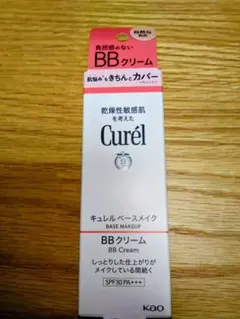 自然な
負担感のない
BBクリーム
肌悩み*もきちんとカバー
乾燥性敏感肌
を考えた
Curél
キュレル ベースメイク
BASE MAKEUP
BBクリーム
BB Cream
しっとりした仕上がりが
メイクしている間続く
SPF30 PA+++
Kao